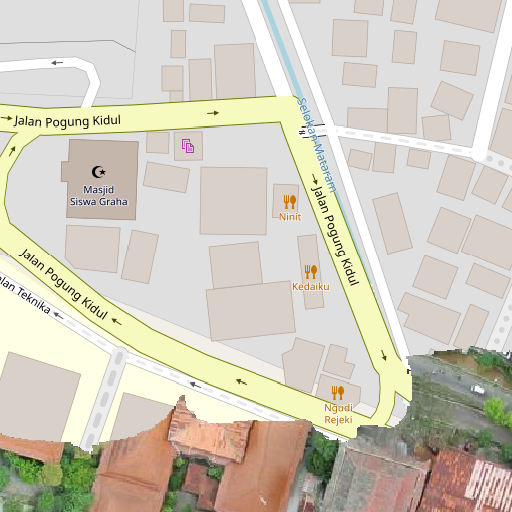 Jalan Pogung Kidul
Selokan Mataram
Masjid
Siswa Graha
Jalan Pogung Kidul
Ninit
Jalan Pogung Kidul
Kedaiku
alan Teknika
Ngudi
Rejeki